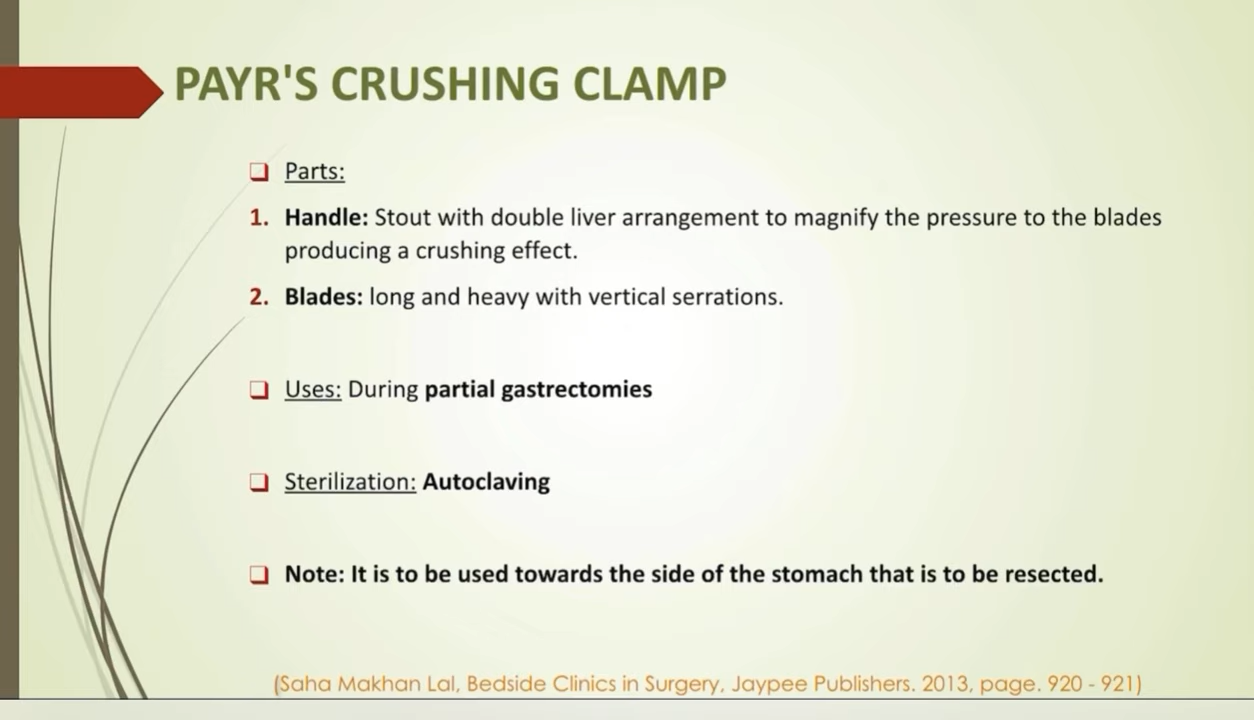 PAYR'S CRUSHING CLAMP
❑ Parts:
1. Handle: Stout with double liver arrangement to magnify the pressure to the blades
producing a crushing effect.
2. Blades: long and heavy with vertical serrations.
❑ Uses: During partial gastrectomies
❑ Sterilization: Autoclaving
❑ Note: It is to be used towards the side of the stomach that is to be resected.
(Saha Makhan Lal, Bedside Clinics in Surgery, Jaypee Publishers. 2013, page. 920 - 921)